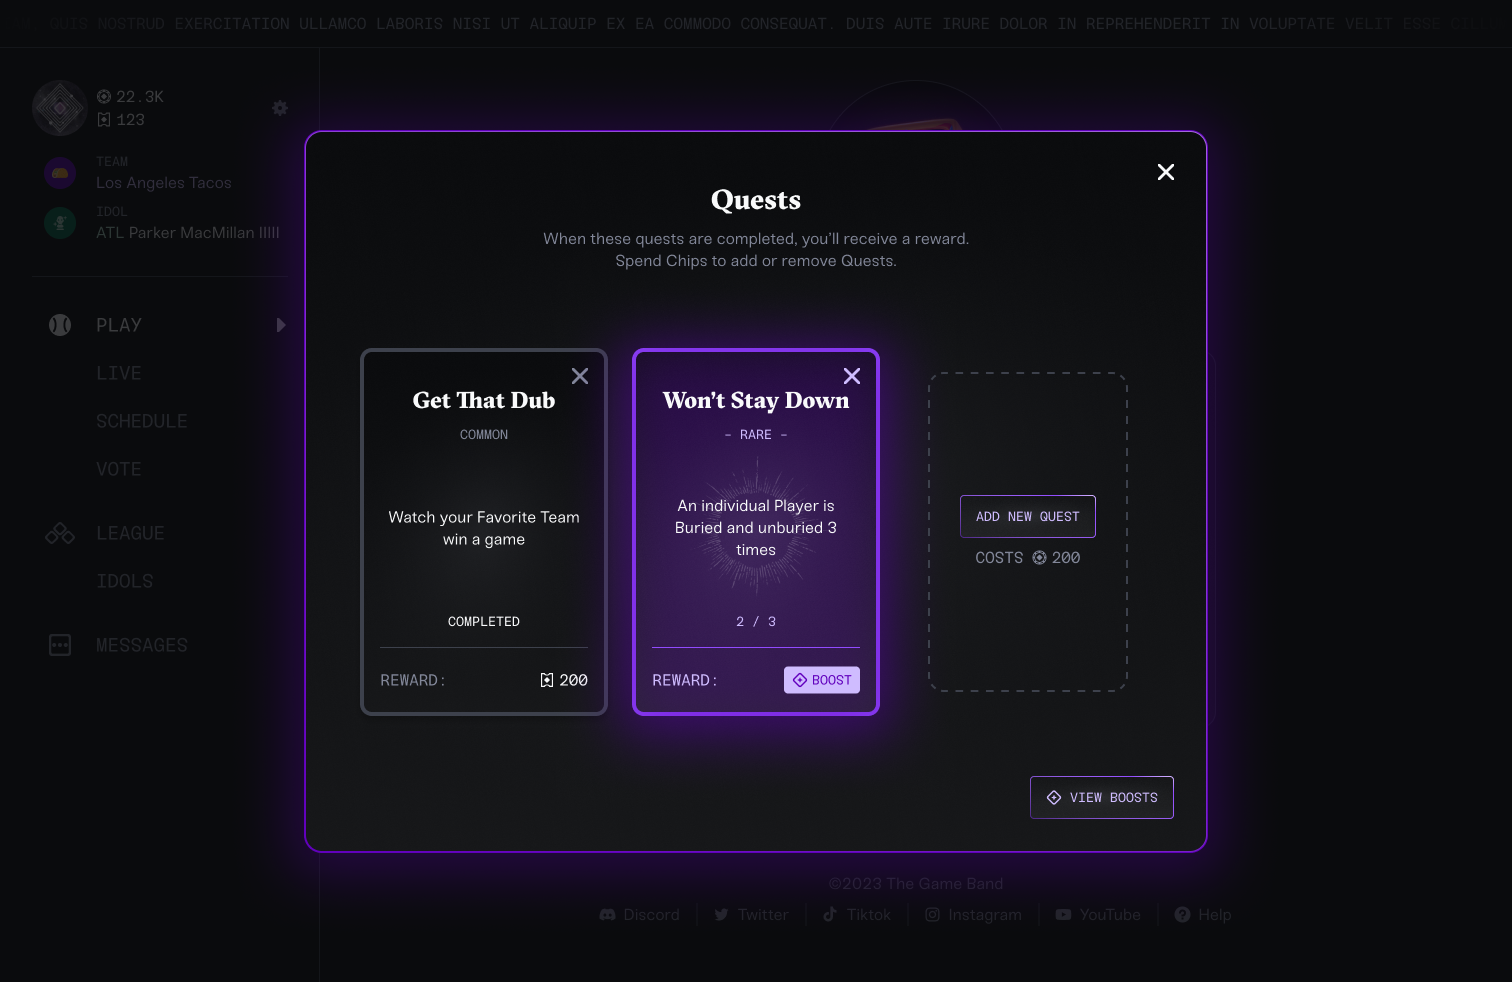 QUIS NOSTRUD EXERCITATION ULLAMCO LABORIS NISI UT ALIQUIP EX EA COMMODO CONSEQUAT. DUIS AUTE IRURE DOLOR IN REPREHENDERIT IN VOLUPTATE VELIT ESSE
22.3K
123
TEAM
Los Angeles Tacos
IDOL
ATL Parker MacMillan IIIII
PLAY
LIVE
SCHEDULE
VOTE
LEAGUE
IDOLS
MESSAGES
Quests
When these quests are completed, you’ll receive a reward.
Spend Chips to add or remove Quests.
Get That Dub
COMMON
Watch your Favorite Team
win a game
COMPLETED
REWARD: 200
Won’t Stay Down
– RARE –
An individual Player is
Buried and unburied 3
times
2 / 3
REWARD: BOOST
ADD NEW QUEST
COSTS 200
VIEW BOOSTS
©2023 The Game Band
Discord Twitter Tiktok Instagram YouTube Help